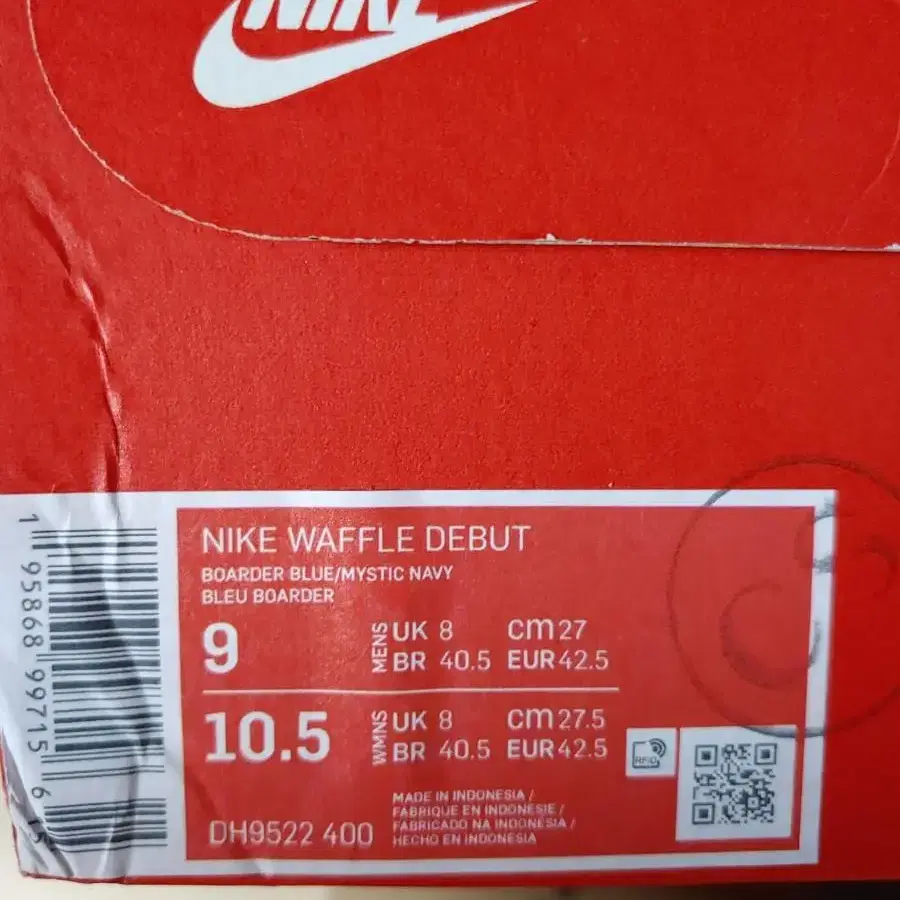 NIKE
NIKE WAFFLE DEBUT
BOARDER BLUE/MYSTIC NAVY
BLEU BOARDER
9 MENS UK 8 CM 27
BR 40.5 EUR 42.5
10.5 WMNS UK 8 CM 27.5
BR 40.5 EUR 42.5
RFID
DH9522 400
MADE IN INDONESIA /
FABRIQUE EN INDONESIE /
FABRICADO NA INDONESIA /
HECHO EN INDONESIA
1 95868 99715 6